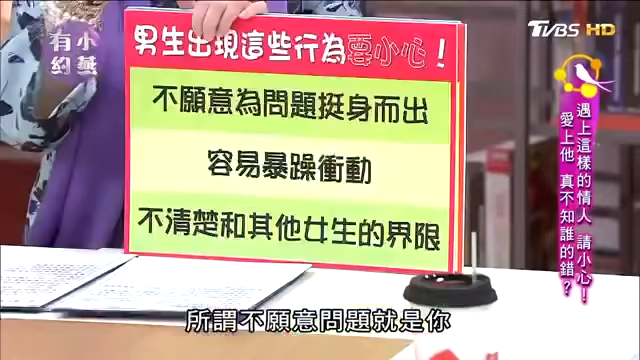 TVBS HD
小燕
有約
男生出現這些行為要小心！
不願意為問題挺身而出
容易暴躁衝動
不清楚和其他女生的界限
遇上這樣的情人 請小心！
愛上他 真不知誰的錯？
所謂不願意問題就是你